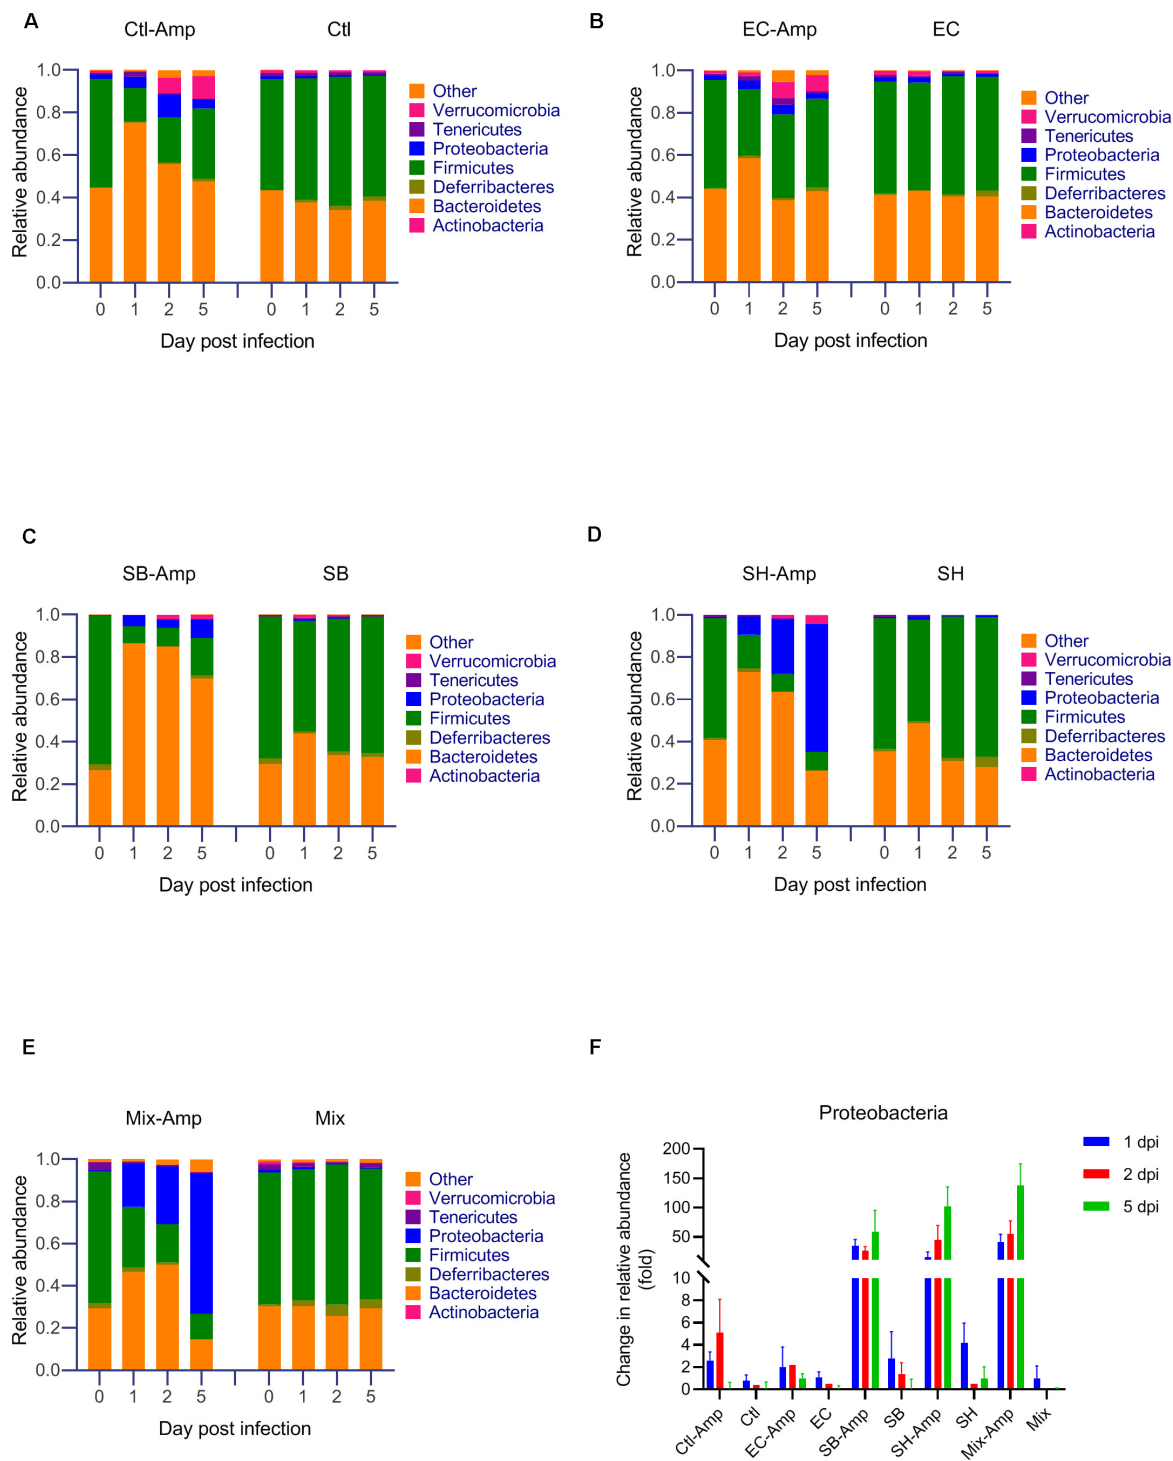 A
Ctl-Amp Ctl
Relative abundance
1.0
0.8
0.6
0.4
0.2
0.0
0 1 2 5 0 1 2 5
Day post infection
Other
Verrucomicrobia
Tenericutes
Proteobacteria
Firmicutes
Deferribacteres
Bacteroidetes
Actinobacteria
B
EC-Amp EC
Relative abundance
1.0
0.8
0.6
0.4
0.2
0.0
0 1 2 5 0 1 2 5
Day post infection
Other
Verrucomicrobia
Tenericutes
Proteobacteria
Firmicutes
Deferribacteres
Bacteroidetes
Actinobacteria
C
SB-Amp SB
Relative abundance
1.0
0.8
0.6
0.4
0.2
0.0
0 1 2 5 0 1 2 5
Day post infection
Other
Verrucomicrobia
Tenericutes
Proteobacteria
Firmicutes
Deferribacteres
Bacteroidetes
Actinobacteria
D
SH-Amp SH
Relative abundance
1.0
0.8
0.6
0.4
0.2
0.0
0 1 2 5 0 1 2 5
Day post infection
Other
Verrucomicrobia
Tenericutes
Proteobacteria
Firmicutes
Deferribacteres
Bacteroidetes
Actinobacteria
E
Mix-Amp Mix
Relative abundance
1.0
0.8
0.6
0.4
0.2
0.0
0 1 2 5 0 1 2 5
Day post infection
Other
Verrucomicrobia
Tenericutes
Proteobacteria
Firmicutes
Deferribacteres
Bacteroidetes
Actinobacteria
F
Proteobacteria
Change in relative abundance
(fold)
200
150
100
50
10
8
6
4
2
0
Ctl-Amp
Ctl
EC-Amp
EC
SB-Amp
SB
SH-Amp
SH
Mix-Amp
Mix
1 dpi
2 dpi
5 dpi